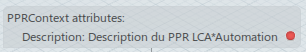 PPRContext attributes:
Description: Description du PPR LCA*Automation